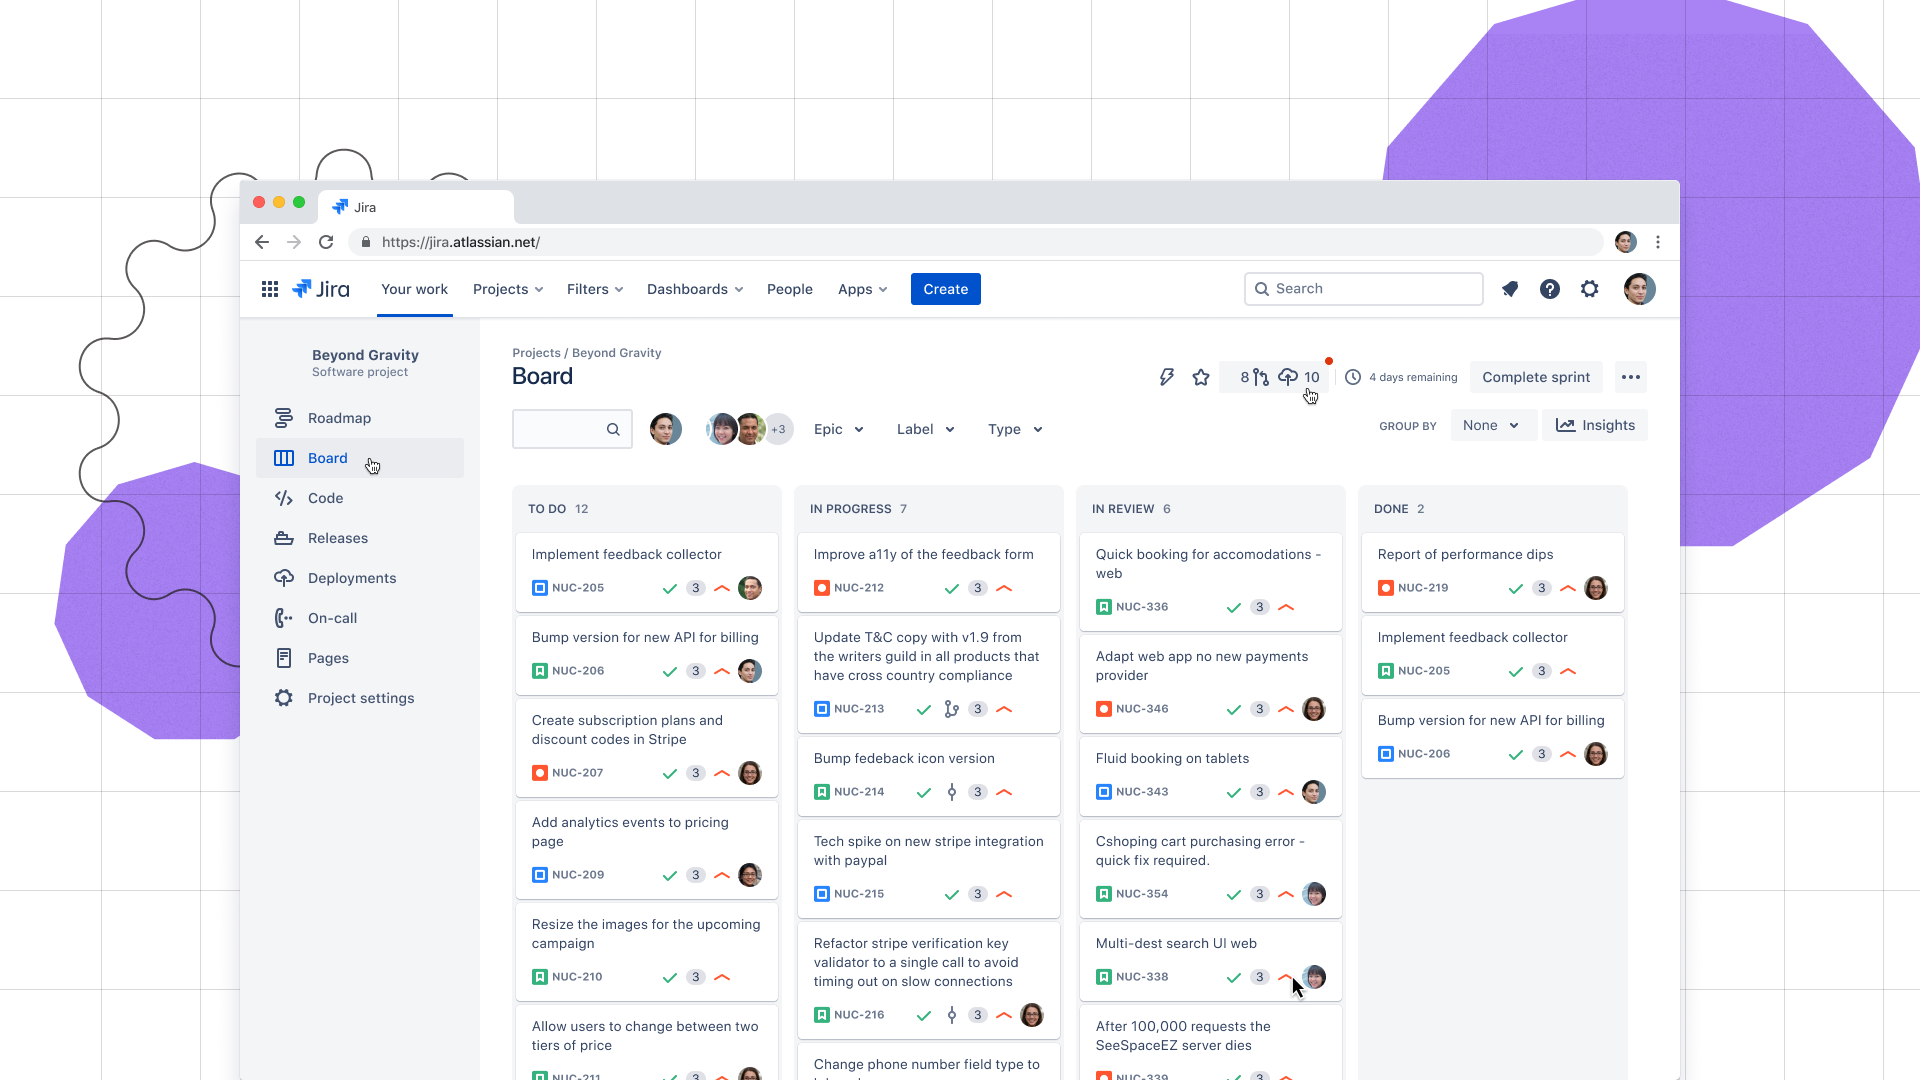 Jira
https://jira.atlassian.net/
Jira
Your work
Projects
Filters
Dashboards
People
Apps
Create
Search
Beyond Gravity
Software project
Roadmap
Board
Code
Releases
Deployments
On-call
Pages
Project settings
Projects / Beyond Gravity
Board
8
10
4 days remaining
Complete sprint
+3
Epic
Label
Type
GROUP BY
None
Insights
TO DO 12
Implement feedback collector
NUC-205
3
Bump version for new API for billing
NUC-206
3
Create subscription plans and
discount codes in Stripe
NUC-207
3
Add analytics events to pricing
page
NUC-209
3
Resize the images for the upcoming
campaign
NUC-210
3
Allow users to change between two
tiers of price
NUC-211
3
IN PROGRESS 7
Improve a11y of the feedback form
NUC-212
3
Update T&C copy with v1.9 from
the writers guild in all products that
have cross country compliance
NUC-213
3
Bump fedeback icon version
NUC-214
3
Tech spike on new stripe integration
with paypal
NUC-215
3
Refactor stripe verification key
validator to a single call to avoid
timing out on slow connections
NUC-216
3
Change phone number field type to
IN REVIEW 6
Quick booking for accomodations -
web
NUC-336
3
Adapt web app no new payments
provider
NUC-346
3
Fluid booking on tablets
NUC-343
3
Cshoping cart purchasing error -
quick fix required.
NUC-354
3
Multi-dest search UI web
NUC-338
3
After 100,000 requests the
SeeSpaceEZ server dies
NUC-339
3
DONE 2
Report of performance dips
NUC-219
3
Implement feedback collector
NUC-205
3
Bump version for new API for billing
NUC-206
3